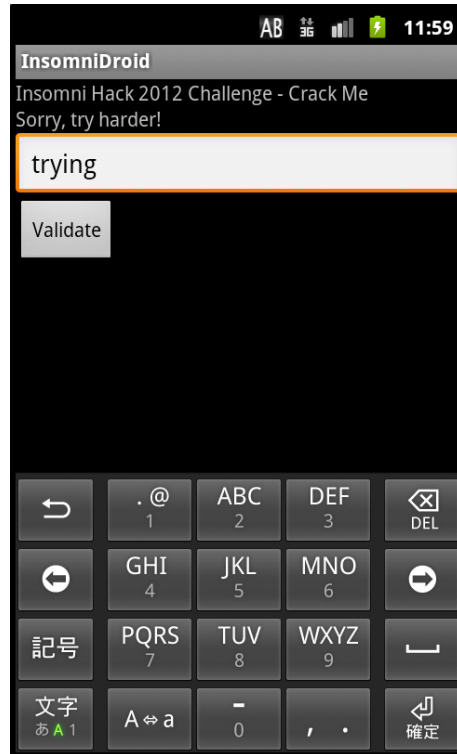 AB 3G 11:59
InsomniDroid
Insomni Hack 2012 Challenge - Crack Me
Sorry, try harder!
trying
Validate
. @ ABC DEF
1 2 3 DEL
GHI JKL MNO
4 5 6
記号 PQRS TUV WXYZ
7 8 9
文字 A⇔a - , .
あA1 0 確定